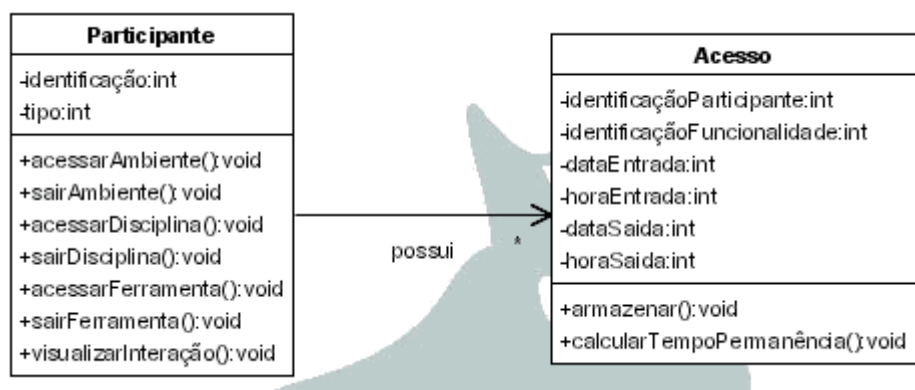 Participante
-identificação:int
-tipo:int
+acessarAmbiente():void
+sairAmbiente():void
+acessarDisciplina():void
+sairDisciplina():void
+acessarFerramenta():void
+sairFerramenta():void
+visualizarInteração():void
possui
*
Acesso
-identificaçãoParticipante:int
-identificaçãoFuncionalidade:int
-dataEntrada:int
-horaEntrada:int
-dataSaida:int
-horaSaida:int
+armazenar():void
+calcularTempoPermanência():void